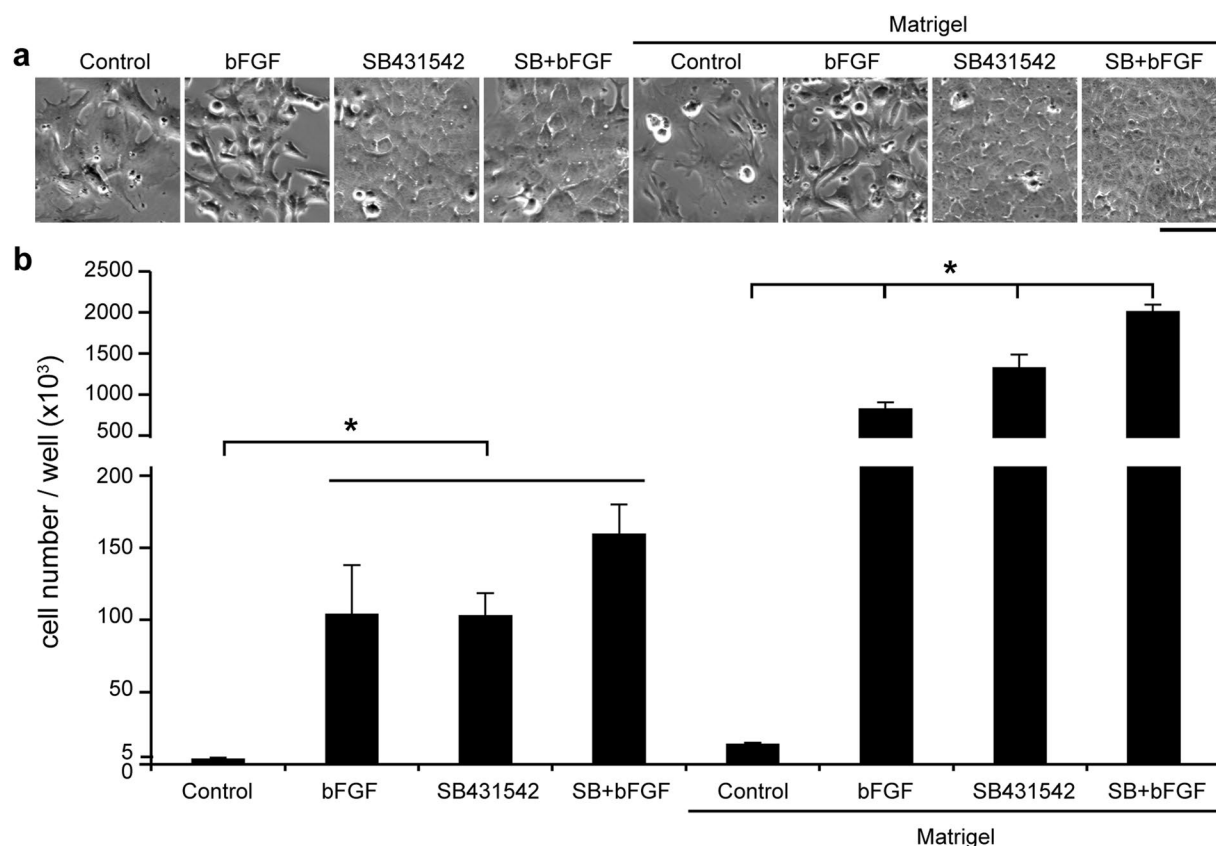 Matrigel
a
Control bFGF SB431542 SB+bFGF Control bFGF SB431542 SB+bFGF
b
cell number / well (x10³)
2500
2000
1500
1000
500
200
150
100
50
5
0
*
*
Control bFGF SB431542 SB+bFGF Control bFGF SB431542 SB+bFGF
Matrigel